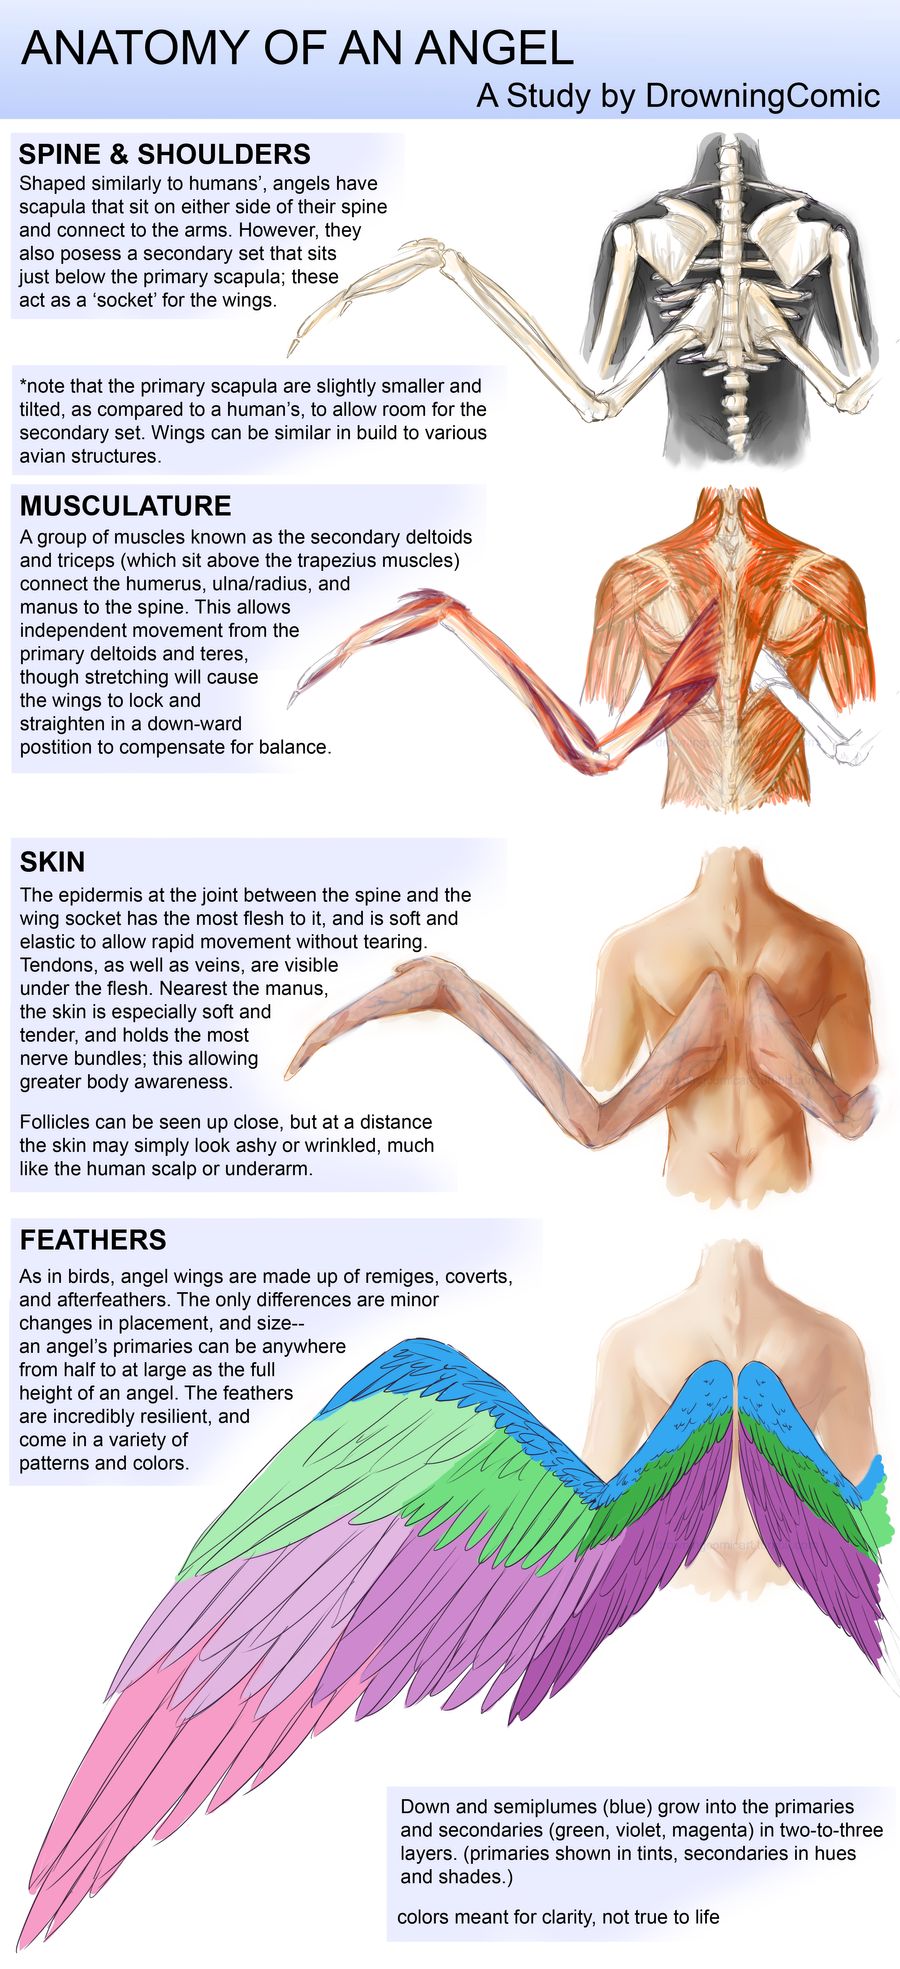 ANATOMY OF AN ANGEL
A Study by DrowningComic
SPINE & SHOULDERS
Shaped similarly to humans', angels have
scapula that sit on either side of their spine
and connect to the arms. However, they
also posess a secondary set that sits
just below the primary scapula; these
act as a 'socket' for the wings.
*note that the primary scapula are slightly smaller and
tilted, as compared to a human's, to allow room for the
secondary set. Wings can be similar in build to various
avian structures.
MUSCULATURE
A group of muscles known as the secondary deltoids
and triceps (which sit above the trapezius muscles)
connect the humerus, ulna/radius, and
manus to the spine. This allows
independent movement from the
primary deltoids and teres,
though stretching will cause
the wings to lock and
straighten in a down-ward
postition to compensate for balance.
SKIN
The epidermis at the joint between the spine and the
wing socket has the most flesh to it, and is soft and
elastic to allow rapid movement without tearing.
Tendons, as well as veins, are visible
under the flesh. Nearest the manus,
the skin is especially soft and
tender, and holds the most
nerve bundles; this allowing
greater body awareness.
Follicles can be seen up close, but at a distance
the skin may simply look ashy or wrinkled, much
like the human scalp or underarm.
FEATHERS
As in birds, angel wings are made up of remiges, coverts,
and afterfeathers. The only differences are minor
changes in placement, and size--
an angel's primaries can be anywhere
from half to at large as the full
height of an angel. The feathers
are incredibly resilient, and
come in a variety of
patterns and colors.
Down and semiplumes (blue) grow into the primaries
and secondaries (green, violet, magenta) in two-to-three
layers. (primaries shown in tints, secondaries in hues
and shades.)
colors meant for clarity, not true to life